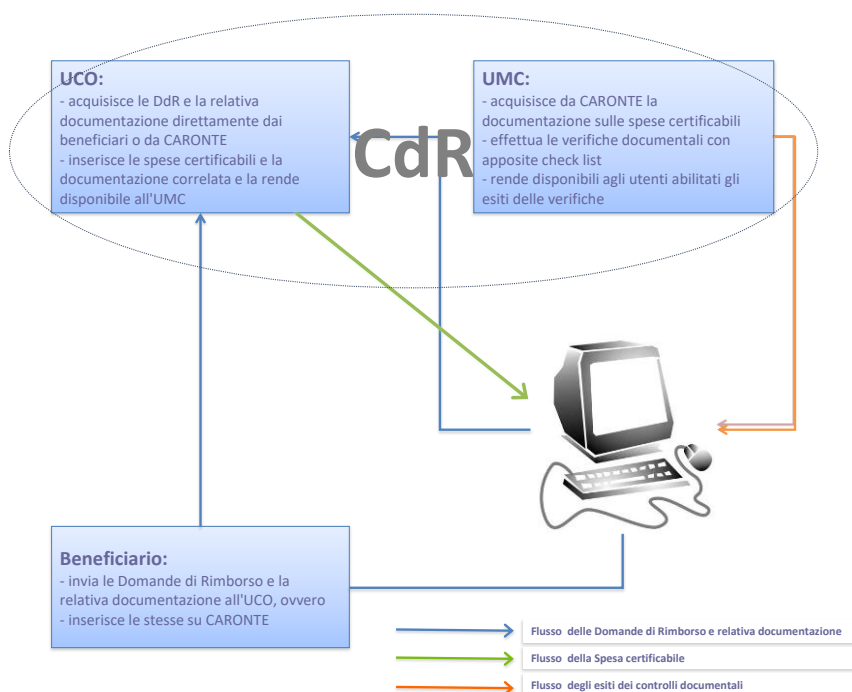 UCO:
- acquisisce le DdR e la relativa
documentazione direttamente dai
beneficiari o da CARONTE
- inserisce le spese certificabili e la
documentazione correlata e la rende
disponibile all'UMC
CdR
UMC:
- acquisisce da CARONTE la
documentazione sulle spese certificabili
- effettua le verifiche documentali con
apposite check list
- rende disponibili agli utenti abilitati gli
esiti delle verifiche
Beneficiario:
- invia le Domande di Rimborso e la
relativa documentazione all'UCO, ovvero
- inserisce le stesse su CARONTE
Flusso delle Domande di Rimborso e relativa documentazione
Flusso della Spesa certificabile
Flusso degli esiti dei controlli documentali